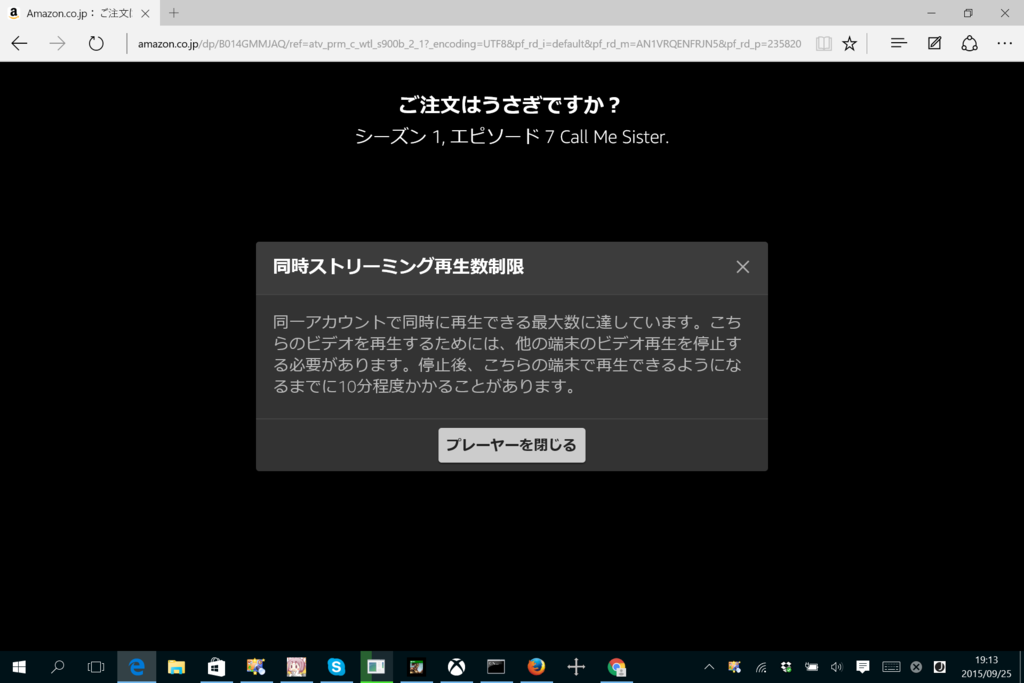 Amazon.co.jp : ご注文は
amazon.co.jp/dp/B014GMMJAQ/ref=atv_prm_c_wtl_s900b_2_1?_encoding=UTF8&pf_rd_i=default&pf_rd_m=AN1VRQENFRJN5&pf_rd_p=235820
ご注文はうさぎですか？
シーズン 1, エピソード 7 Call Me Sister.
同時ストリーミング再生数制限
同一アカウントで同時に再生できる最大数に達しています。こち
らのビデオを再生するためには、他の端末のビデオ再生を停止す
る必要があります。停止後、こちらの端末で再生できるようにな
るまでに10分程度かかることがあります。
プレーヤーを閉じる
19:13
2015/09/25